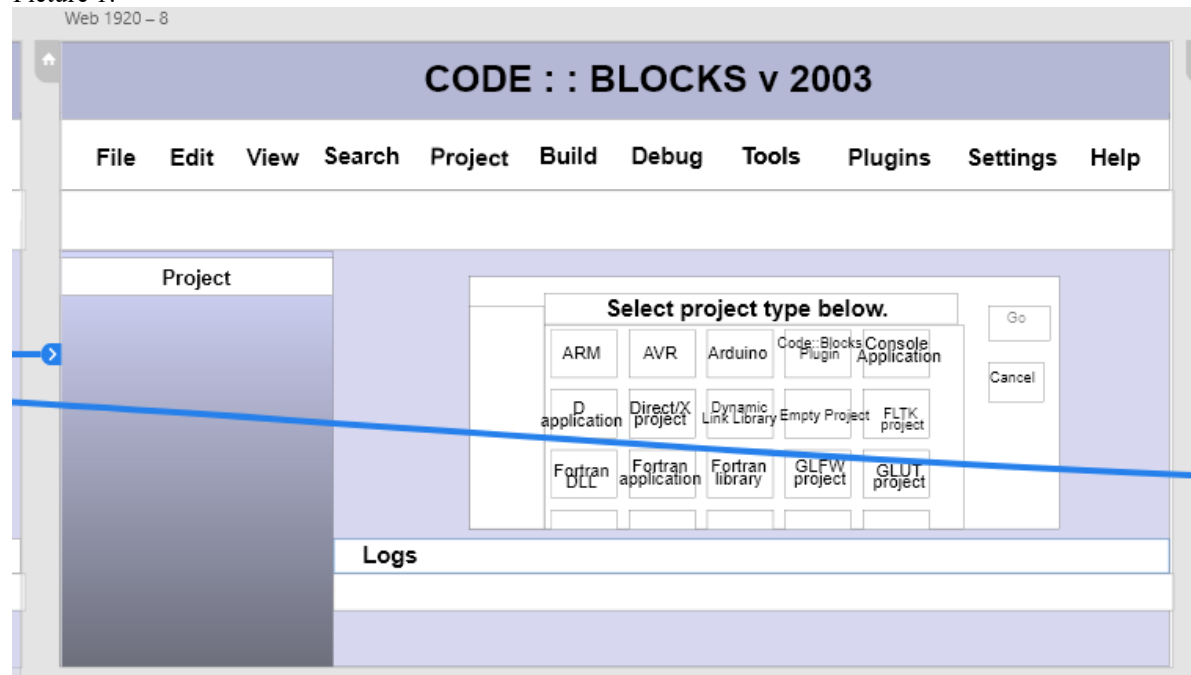 Web 1920 – 8
CODE : : BLOCKS v 2003
File Edit View Search Project Build Debug Tools Plugins Settings Help
Project
Select project type below.
Go
Cancel
ARM
AVR
Arduino
Code::Blocks
Plugin
Console
Application
D
application
Direct/X
project
Dynamic
Link Library
Empty Project
FLTK
project
Fortran
DLL
Fortran
application
Fortran
library
GLFW
project
GLUT
project
Logs